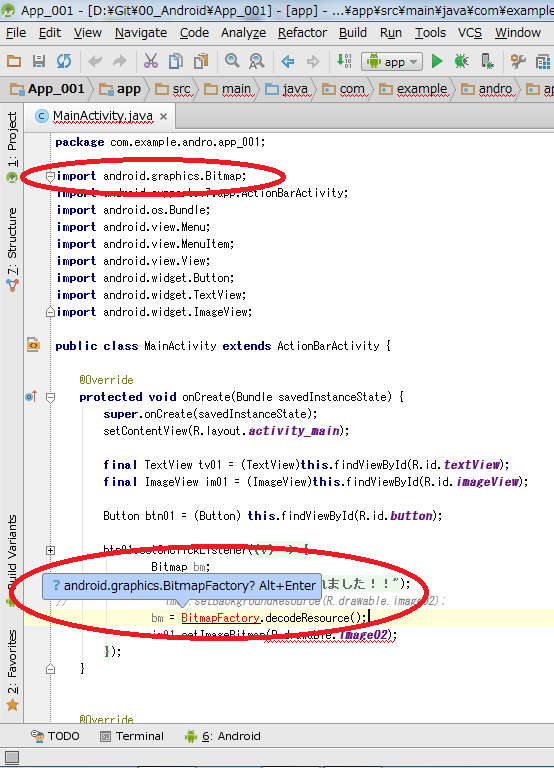 App_001 - [D:¥Git¥00_Android¥App_001] - [app] - ...¥app¥src¥main¥java¥com¥example
File Edit View Navigate Code Analyze Refactor Build Run Tools VCS Window
app
App_001 app src main java com example andro
MainActivity.java
1: Project
7: Structure
Build Variants
2: Favorites
package com.example.andro.app_001;
import android.graphics.Bitmap;
import android.support.v7.app.ActionBarActivity;
import android.os.Bundle;
import android.view.Menu;
import android.view.MenuItem;
import android.view.View;
import android.widget.Button;
import android.widget.TextView;
import android.widget.ImageView;
public class MainActivity extends ActionBarActivity {
@Override
protected void onCreate(Bundle savedInstanceState) {
super.onCreate(savedInstanceState);
setContentView(R.layout.activity_main);
final TextView tv01 = (TextView)this.findViewById(R.id.textView);
final ImageView im01 = (ImageView)this.findViewById(R.id.imageView);
Button btn01 = (Button) this.findViewById(R.id.button);
btn01.setOnClickListener((v) → {
Bitmap bm;
? android.graphics.BitmapFactory? Alt+Enter
れました！！");
// im01.setBackgroundResource(R.drawable.image02);
bm = BitmapFactory.decodeResource();
im01.setImageBitmap(R.drawable.image02);
});
}
@Override
TODO Terminal 6: Android